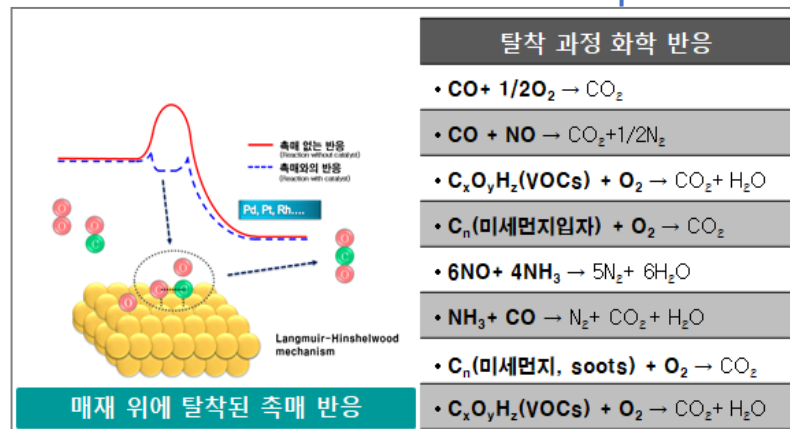 촉매 없는 반응
(Reaction without catalyst)
촉매와의 반응
(Reaction with catalyst)
Pd, Pt, Rh....
O
O
O
C
O
C
O
O
O
C
O
Langmuir-Hinshelwood
mechanism
매재 위에 탈착된 촉매 반응
탈착 과정 화학 반응
• CO+ 1/2O₂ → CO₂
• CO + NO → CO₂+1/2N₂
• CₓOᵧH_z(VOCs) + O₂ → CO₂+ H₂O
• Cₙ(미세먼지입자) + O₂ → CO₂
• 6NO+ 4NH₃ → 5N₂+ 6H₂O
• NH₃+ CO → N₂+ CO₂ + H₂O
• Cₙ(미세먼지, soots) + O₂ → CO₂
• CₓOᵧH_z(VOCs) + O₂ → CO₂+ H₂O